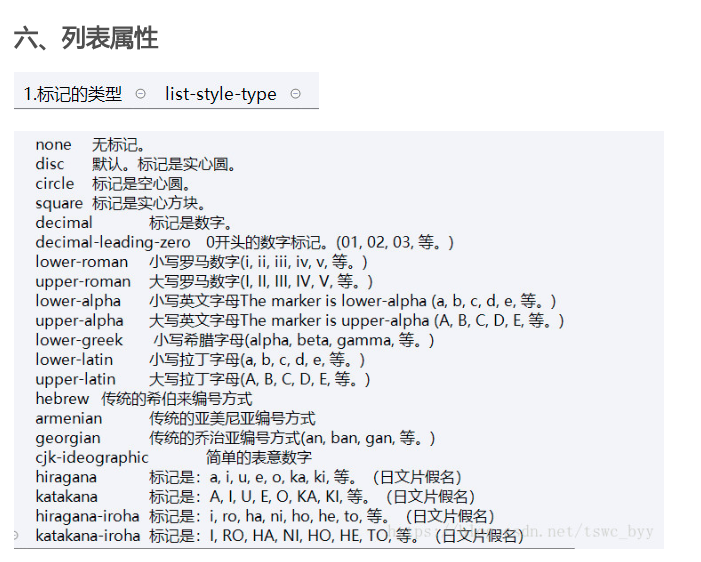 六、列表属性
1.标记的类型 list-style-type
none 无标记。
disc 默认。标记是实心圆。
circle 标记是空心圆。
square 标记是实心方块。
decimal 标记是数字。
decimal-leading-zero 0开头的数字标记。(01, 02, 03, 等。)
lower-roman 小写罗马数字(i, ii, iii, iv, v, 等。)
upper-roman 大写罗马数字(I, II, III, IV, V, 等。)
lower-alpha 小写英文字母The marker is lower-alpha (a, b, c, d, e, 等。)
upper-alpha 大写英文字母The marker is upper-alpha (A, B, C, D, E, 等。)
lower-greek 小写希腊字母(alpha, beta, gamma, 等。)
lower-latin 小写拉丁字母(a, b, c, d, e, 等。)
upper-latin 大写拉丁字母(A, B, C, D, E, 等。)
hebrew 传统的希伯来编号方式
armenian 传统的亚美尼亚编号方式
georgian 传统的乔治亚编号方式(an, ban, gan, 等。)
cjk-ideographic 简单的表意数字
hiragana 标记是：a, i, u, e, o, ka, ki, 等。（日文片假名）
katakana 标记是：A, I, U, E, O, KA, KI, 等。（日文片假名）
hiragana-iroha 标记是：i, ro, ha, ni, ho, he, to, 等。（日文片假名）
katakana-iroha 标记是：I, RO, HA, NI, HO, HE, TO, 等。（日文片假名）